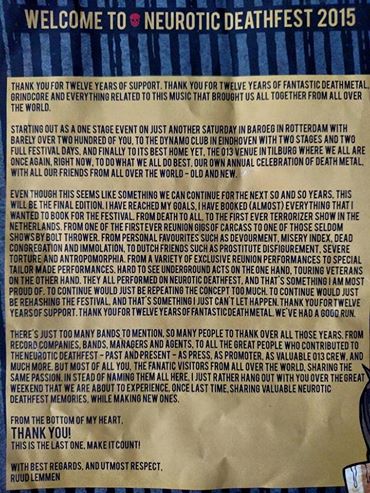 WELCOME TO NEUROTIC DEATHFEST 2015
THANK YOU FOR TWELVE YEARS OF SUPPORT. THANK YOU FOR TWELVE YEARS OF FANTASTIC DEATH METAL,
GRINDCORE AND EVERYTHING RELATED TO THIS MUSIC THAT BROUGHT US ALL TOGETHER FROM ALL OVER
THE WORLD.
STARTING OUT AS A ONE STAGE EVENT ON JUST ANOTHER SATURDAY IN BAROEG IN ROTTERDAM WITH
BARELY OVER TWO HUNDRED OF YOU, TO THE DYNAMO CLUB IN EINDHOVEN WITH TWO STAGES AND TWO
FULL FESTIVAL DAYS, AND FINALLY TO ITS BEST HOME YET, THE 013 VENUE IN TILBURG WHERE WE ALL ARE
ONCE AGAIN, RIGHT NOW, TO DO WHAT WE ALL DO BEST, OUR OWN ANNUAL CELEBRATION OF DEATH METAL,
WITH ALL OUR FRIENDS FROM ALL OVER THE WORLD - OLD AND NEW.
EVEN THOUGH THIS SEEMS LIKE SOMETHING WE CAN CONTINUE FOR THE NEXT SO AND SO YEARS, THIS
WILL BE THE FINAL EDITION. I HAVE REACHED MY GOALS, I HAVE BOOKED (ALMOST) EVERYTHING THAT I
WANTED TO BOOK FOR THE FESTIVAL. FROM DEATH TO ALL, TO THE FIRST EVER TERRORIZER SHOW IN THE
NETHERLANDS. FROM ONE OF THE FIRST EVER REUNION GIGS OF CARCASS TO ONE OF THOSE SELDOM
SHOWS BY BOLT THROWER. FROM PERSONAL FAVOURITES SUCH AS DEVOURMENT, MISERY INDEX, DEAD
CONGREGATION AND IMMOLATION, TO DUTCH FRIENDS SUCH AS PROSTITUTE DISFIGUREMENT, SEVERE
TORTURE AND ANTROPOMORPHIA. FROM A VARIETY OF EXCLUSIVE REUNION PERFORMANCES TO SPECIAL
TAILOR MADE PERFORMANCES. HARD TO SEE UNDERGROUND ACTS ON THE ONE HAND, TOURING VETERANS
ON THE OTHER HAND. THEY ALL PERFORMED ON NEUROTIC DEATHFEST, AND THAT'S SOMETHING I AM MOST
PROUD OF. TO CONTINUE WOULD JUST BE REPEATING THE CONCEPT TOO MUCH. TO CONTINUE WOULD JUST
BE REHASHING THE FESTIVAL, AND THAT'S SOMETHING I JUST CAN'T LET HAPPEN. THANK YOU FOR TWELVE
YEARS OF SUPPORT. THANK YOU FOR TWELVE YEARS OF FANTASTIC DEATH METAL. WE'VE HAD A GOOD RUN.
THERE'S JUST TOO MANY BANDS TO MENTION, SO MANY PEOPLE TO THANK OVER ALL THOSE YEARS. FROM
RECORD COMPANIES, BANDS, MANAGERS AND AGENTS, TO ALL THE GREAT PEOPLE WHO CONTRIBUTED TO
THE NEUROTIC DEATHFEST - PAST AND PRESENT - AS PRESS, AS PROMOTER, AS VALUABLE 013 CREW, AND
MUCH MORE. BUT MOST OF ALL YOU, THE FANATIC VISITORS FROM ALL OVER THE WORLD, SHARING THE
SAME PASSION. IN STEAD OF NAMING THEM ALL HERE, I JUST RATHER HANG OUT WITH YOU OVER THE GREAT
WEEKEND THAT WE ARE ABOUT TO EXPERIENCE, ONCE LAST TIME, SHARING VALUABLE NEUROTIC
DEATHFEST MEMORIES, WHILE MAKING NEW ONES.
FROM THE BOTTOM OF MY HEART,
THANK YOU!
THIS IS THE LAST ONE, MAKE IT COUNT!
WITH BEST REGARDS, AND UTMOST RESPECT,
RUUD LEMMEN